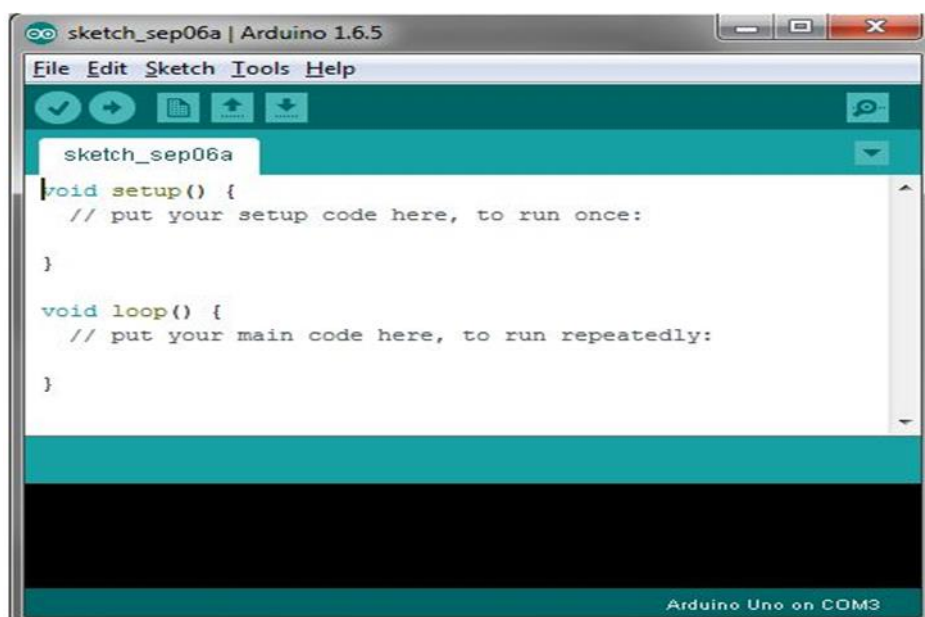 sketch_sep06a | Arduino 1.6.5
File Edit Sketch Tools Help
sketch_sep06a
void setup() {
  // put your setup code here, to run once:
}
void loop() {
  // put your main code here, to run repeatedly:
}
Arduino Uno on COM3